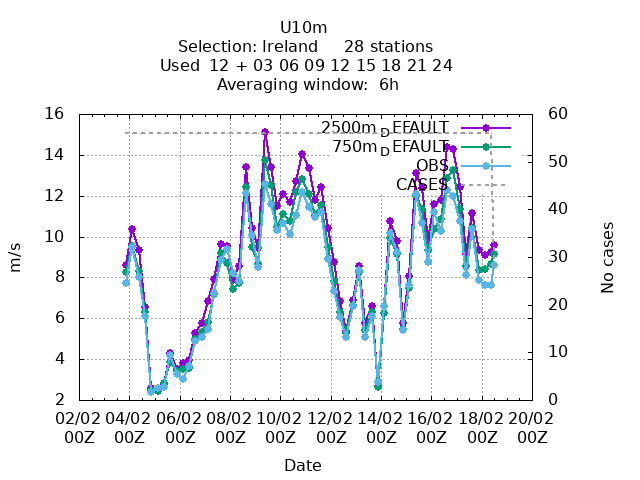 U10m
Selection: Ireland 28 stations
Used 12 + 03 06 09 12 15 18 21 24
Averaging window: 6h
16
14
12
10
8
6
4
2
m/s
60
50
40
30
20
10
0
No cases
2500m_DEFAULT
750m_DEFAULT
OBS
CASES
02/02 04/02 06/02 08/02 10/02 12/02 14/02 16/02 18/02 20/02
00Z 00Z 00Z 00Z 00Z 00Z 00Z 00Z 00Z 00Z
Date